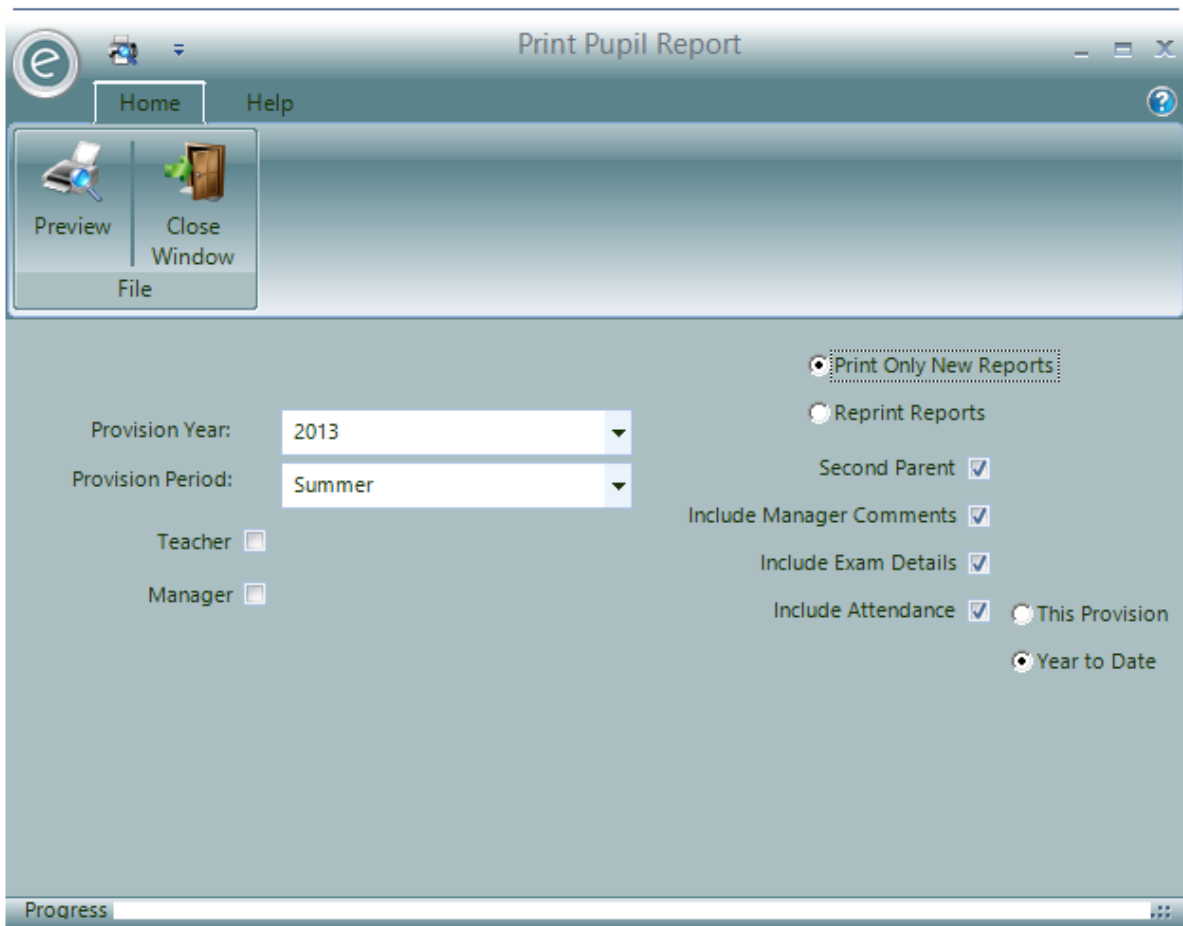 e
Print Pupil Report
Home Help
?
Preview
Close
Window
File
Print Only New Reports
Reprint Reports
Provision Year: 2013
Provision Period: Summer
Teacher
Manager
Second Parent
Include Manager Comments
Include Exam Details
Include Attendance
This Provision
Year to Date
Progress